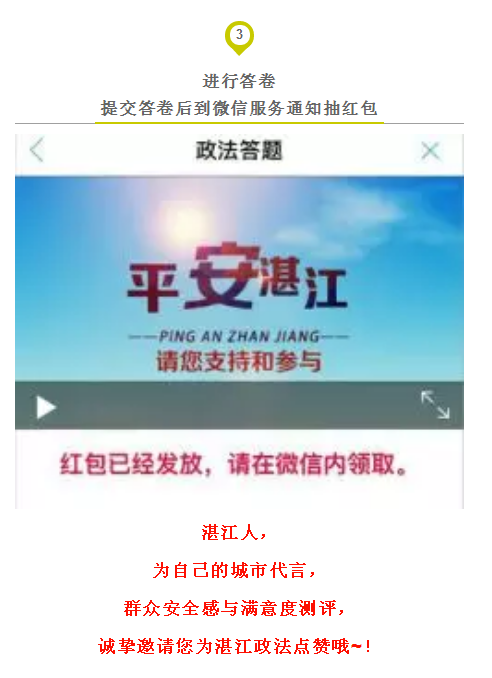 3
进行答卷
提交答卷后到微信服务通知抽红包
政法答题
平安湛江
——PING AN ZHAN JIANG——
请您支持和参与
红包已经发放，请在微信内领取。
湛江人，
为自己的城市代言，
群众安全感与满意度测评，
诚挚邀请您为湛江政法点赞哦~!